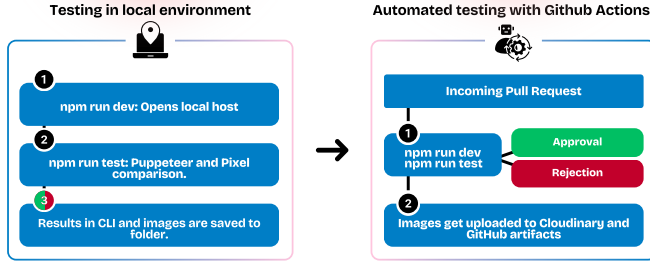 Testing in local environment
1
npm run dev: Opens local host
2
npm run test: Puppeteer and Pixel
comparison.
3
Results in CLI and images are saved to
folder.
Automated testing with Github Actions
Incoming Pull Request
1
npm run dev
npm run test
Approval
Rejection
2
Images get uploaded to Cloudinary and
GitHub artifacts